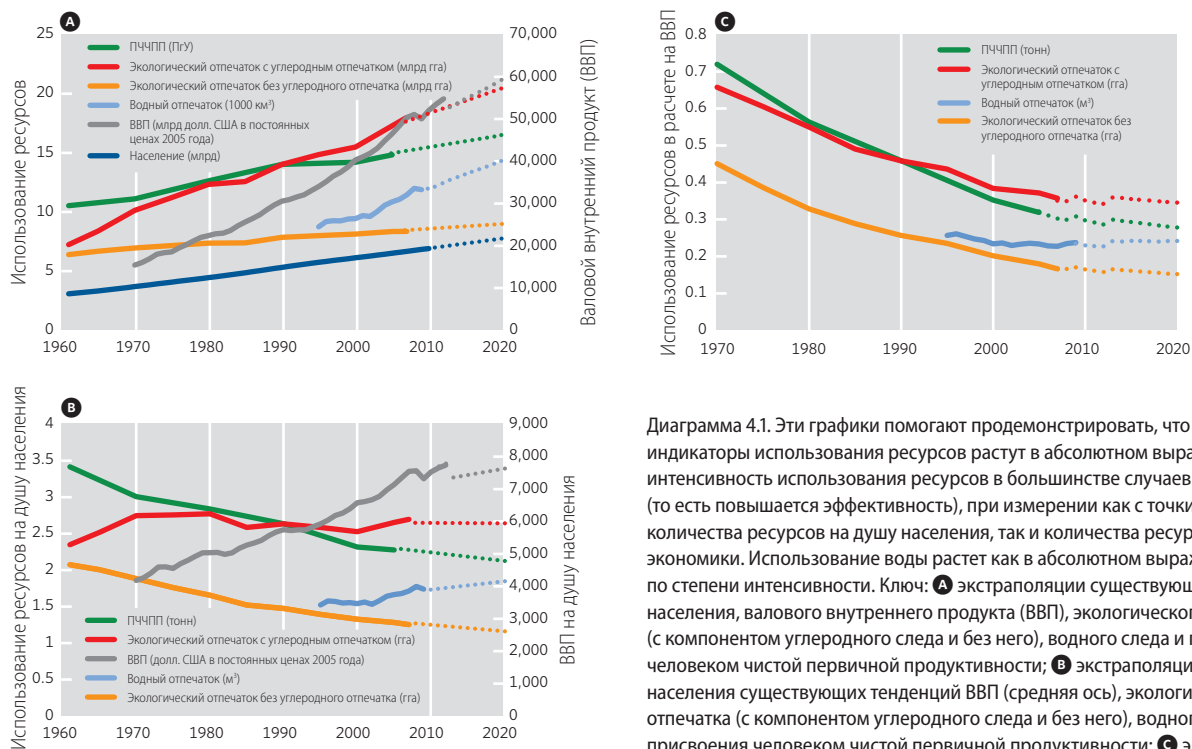 A
Использование ресурсов
25
20
15
10
5
0
ПЧЧПП (ПгУ)
Экологический отпечаток с углеродным отпечатком (млрд гга)
Экологический отпечаток без углеродного отпечатка (млрд гга)
Водный отпечаток (1000 км³)
ВВП (млрд долл. США в постоянных
ценах 2005 года)
Население (млрд)
70,000
60,000
50,000
40,000
30,000
20,000
10,000
0
Валовой внутренний продукт (ВВП)
1960 1970 1980 1990 2000 2010 2020
C
Использование ресурсов в расчете на ВВП
0.8
0.7
0.6
0.5
0.4
0.3
0.2
0.1
0
ПЧЧПП (тонн)
Экологический отпечаток с
углеродным отпечатком (гга)
Водный отпечаток (м³)
Экологический отпечаток без
углеродного отпечатка (гга)
1970 1980 1990 2000 2010 2020
B
Использование ресурсов на душу населения
4
3.5
3
2.5
2
1.5
1
0.5
0
ПЧЧПП (тонн)
Экологический отпечаток с углеродным отпечатком (гга)
ВВП (долл. США в постоянных ценах 2005 года)
Водный отпечаток (м³)
Экологический отпечаток без углеродного отпечатка (гга)
9,000
8,000
7,000
6,000
5,000
4,000
3,000
2,000
1,000
0
ВВП на душу населения
1960 1970 1980 1990 2000 2010 2020
Диаграмма 4.1. Эти графики помогают продемонстрировать, что
индикаторы использования ресурсов растут в абсолютном выра
интенсивность использования ресурсов в большинстве случаев
(то есть повышается эффективность), при измерении как с точки
количества ресурсов на душу населения, так и количества ресур
экономики. Использование воды растет как в абсолютном выраж
по степени интенсивности. Ключ: A экстраполяции существующ
населения, валового внутреннего продукта (ВВП), экологическог
(с компонентом углеродного следа и без него), водного следа и
человеком чистой первичной продуктивности; B экстраполяци
населения существующих тенденций ВВП (средняя ось), экологи
отпечатка (с компонентом углеродного следа и без него), водног
присвоения человеком чистой первичной продуктивности; C э